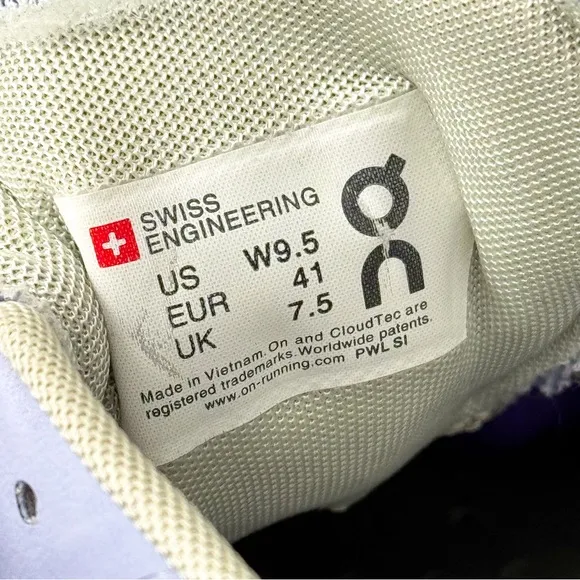 SWISS
ENGINEERING
US W9.5
EUR 41
UK 7.5
On
Made in Vietnam. On and CloudTec are
registered trademarks. Worldwide patents.
www.on-running.com PWL SI